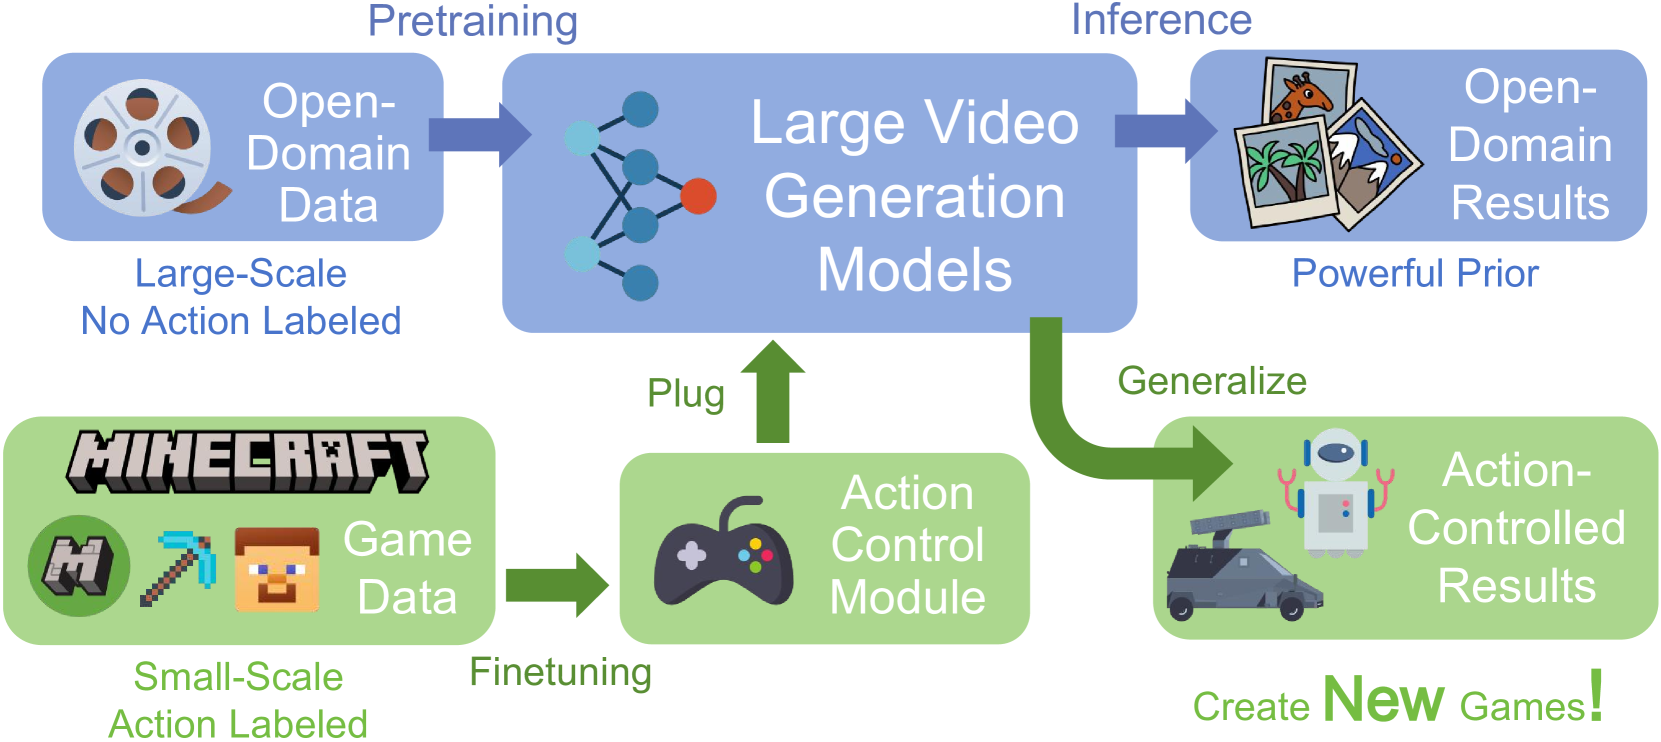 Pretraining
Inference
Open-
Domain
Data
Large Video
Generation
Models
Open-
Domain
Results
Large-Scale
No Action Labeled
Powerful Prior
Plug
Generalize
MINECRAFT
M
Game
Data
Action
Control
Module
Action-
Controlled
Results
Small-Scale
Action Labeled
Finetuning
Create New Games!